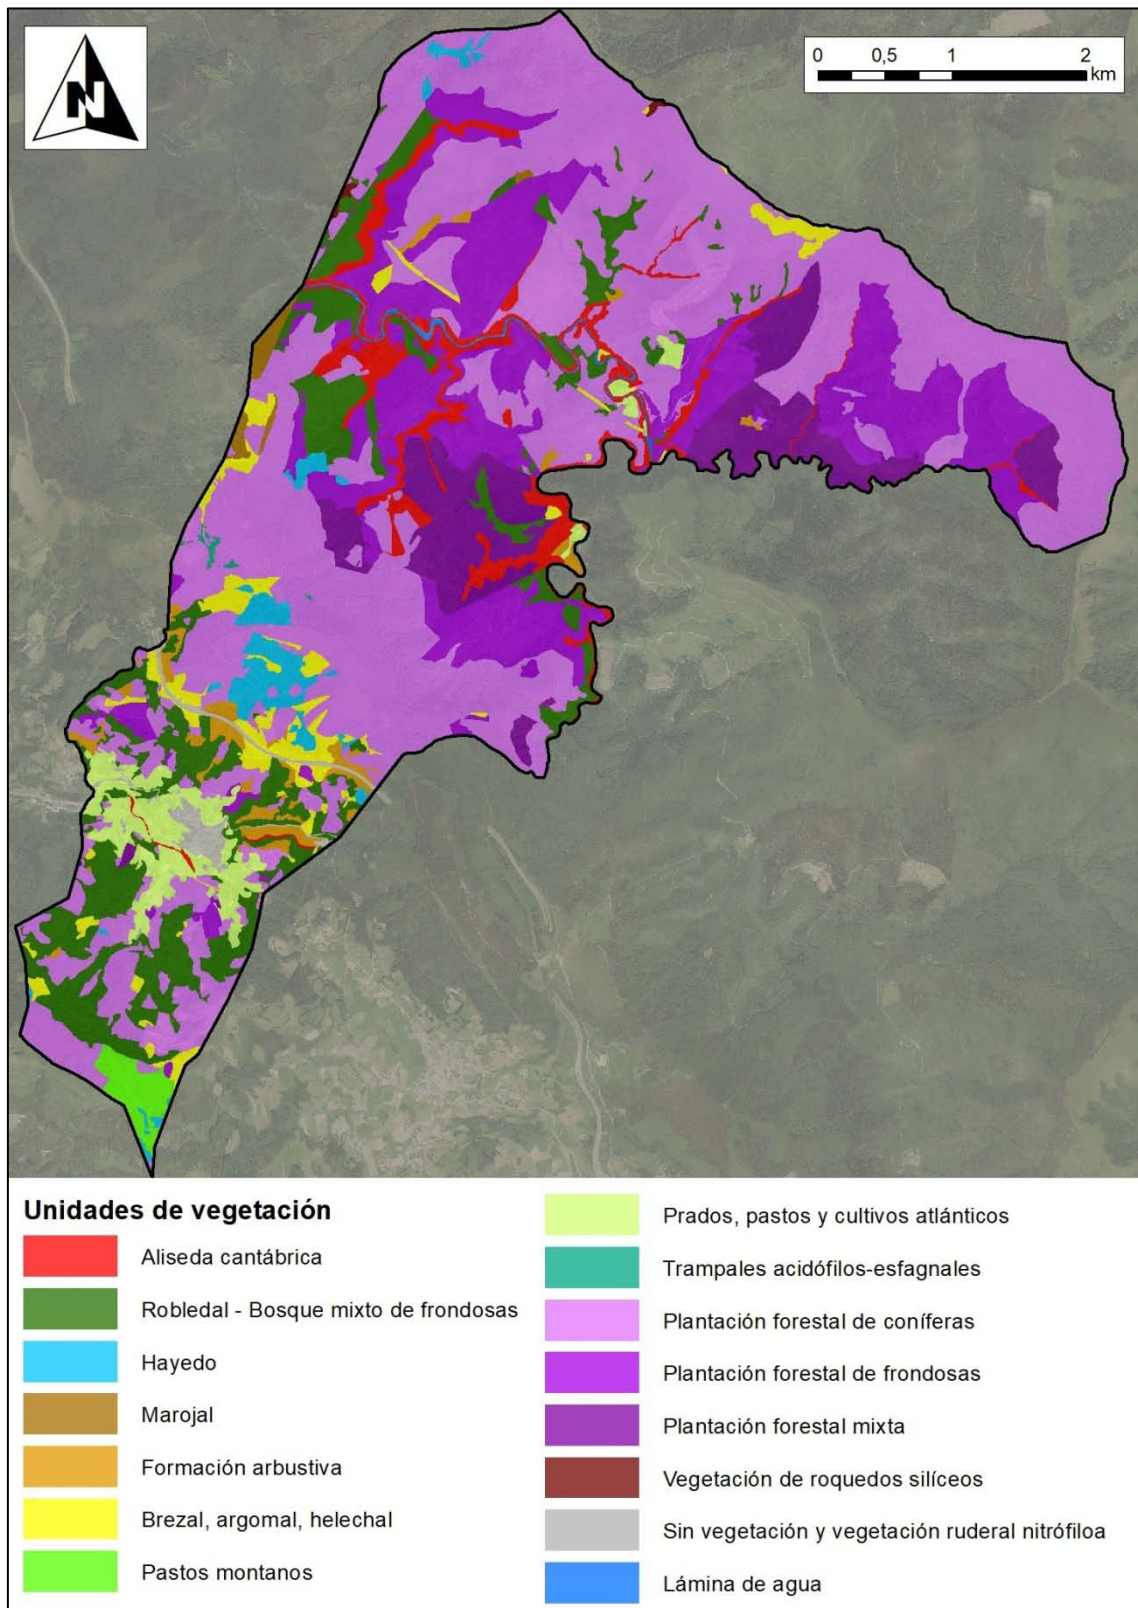 N
0 0,5 1 2
km
Unidades de vegetación
Aliseda cantábrica
Robledal - Bosque mixto de frondosas
Hayedo
Marojal
Formación arbustiva
Brezal, argomal, helechal
Pastos montanos
Prados, pastos y cultivos atlánticos
Trampales acidófilos-esfagnales
Plantación forestal de coníferas
Plantación forestal de frondosas
Plantación forestal mixta
Vegetación de roquedos silíceos
Sin vegetación y vegetación ruderal nitrófiloa
Lámina de agua